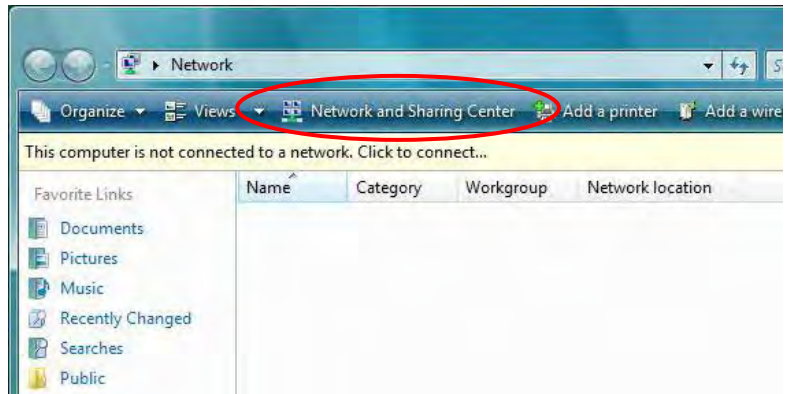 Network
S
Organize Views Network and Sharing Center Add a printer Add a wire
This computer is not connected to a network. Click to connect...
Favorite Links
Name Category Workgroup Network location
Documents
Pictures
Music
Recently Changed
Searches
Public